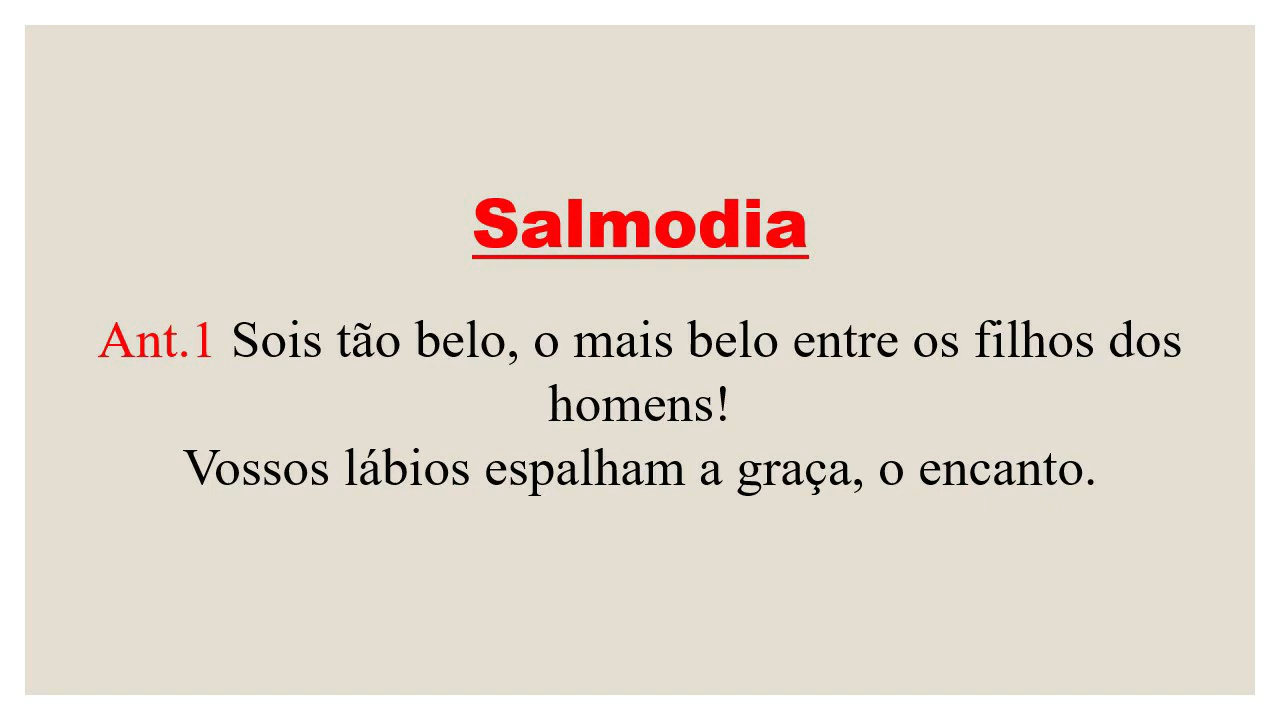 Salmodia
Ant.1 Sois tão belo, o mais belo entre os filhos dos
homens!
Vossos lábios espalham a graça, o encanto.